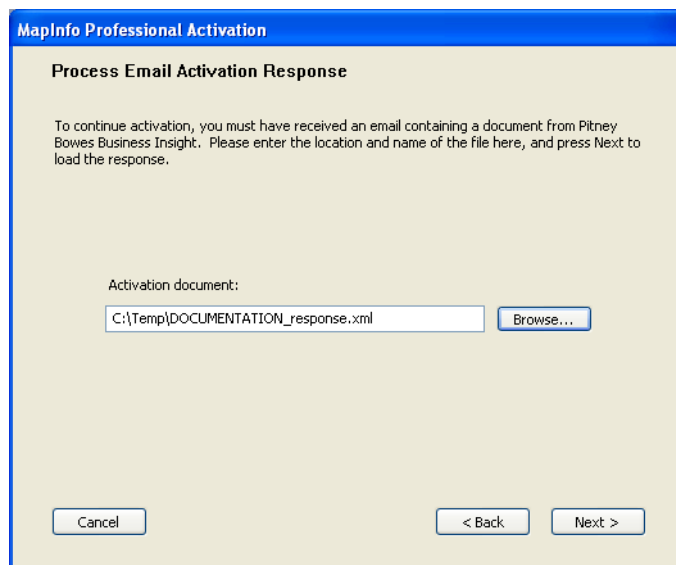 MapInfo Professional Activation
Process Email Activation Response
To continue activation, you must have received an email containing a document from Pitney
Bowes Business Insight.  Please enter the location and name of the file here, and press Next to
load the response.
Activation document:
C:\Temp\DOCUMENTATION_response.xml
Browse...
Cancel
< Back
Next >